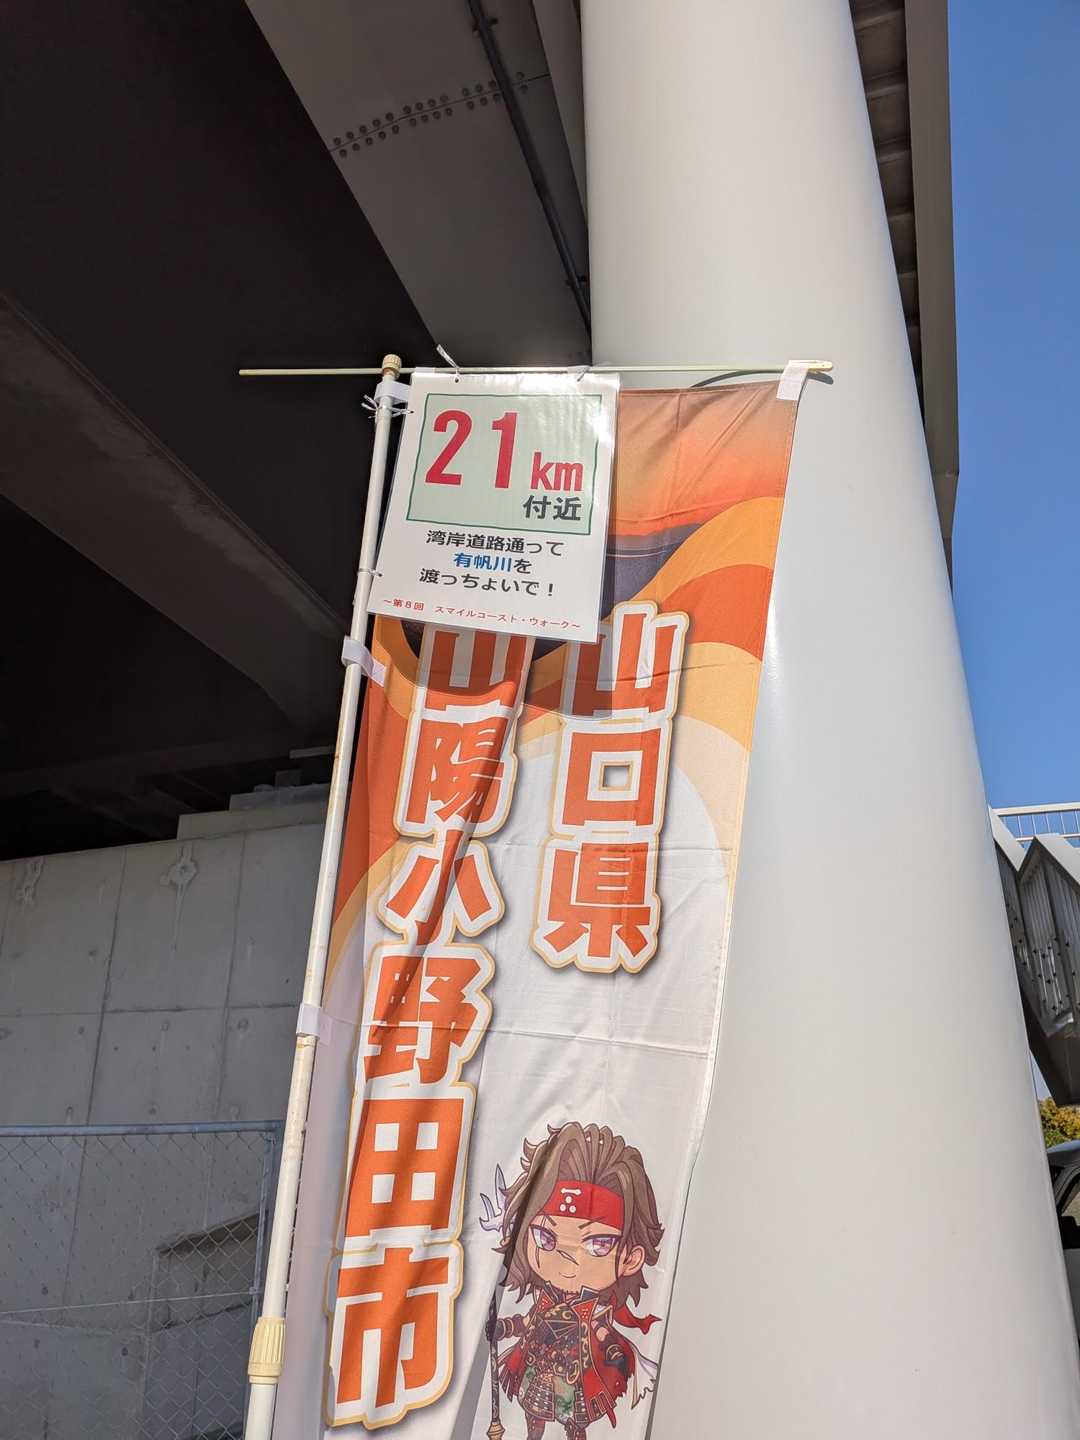 21km
付近
湾岸道路通って
有帆川を
渡っちょいで！
～第8回　スマイルコースト・ウォーク～
山口県
山陽小野田市